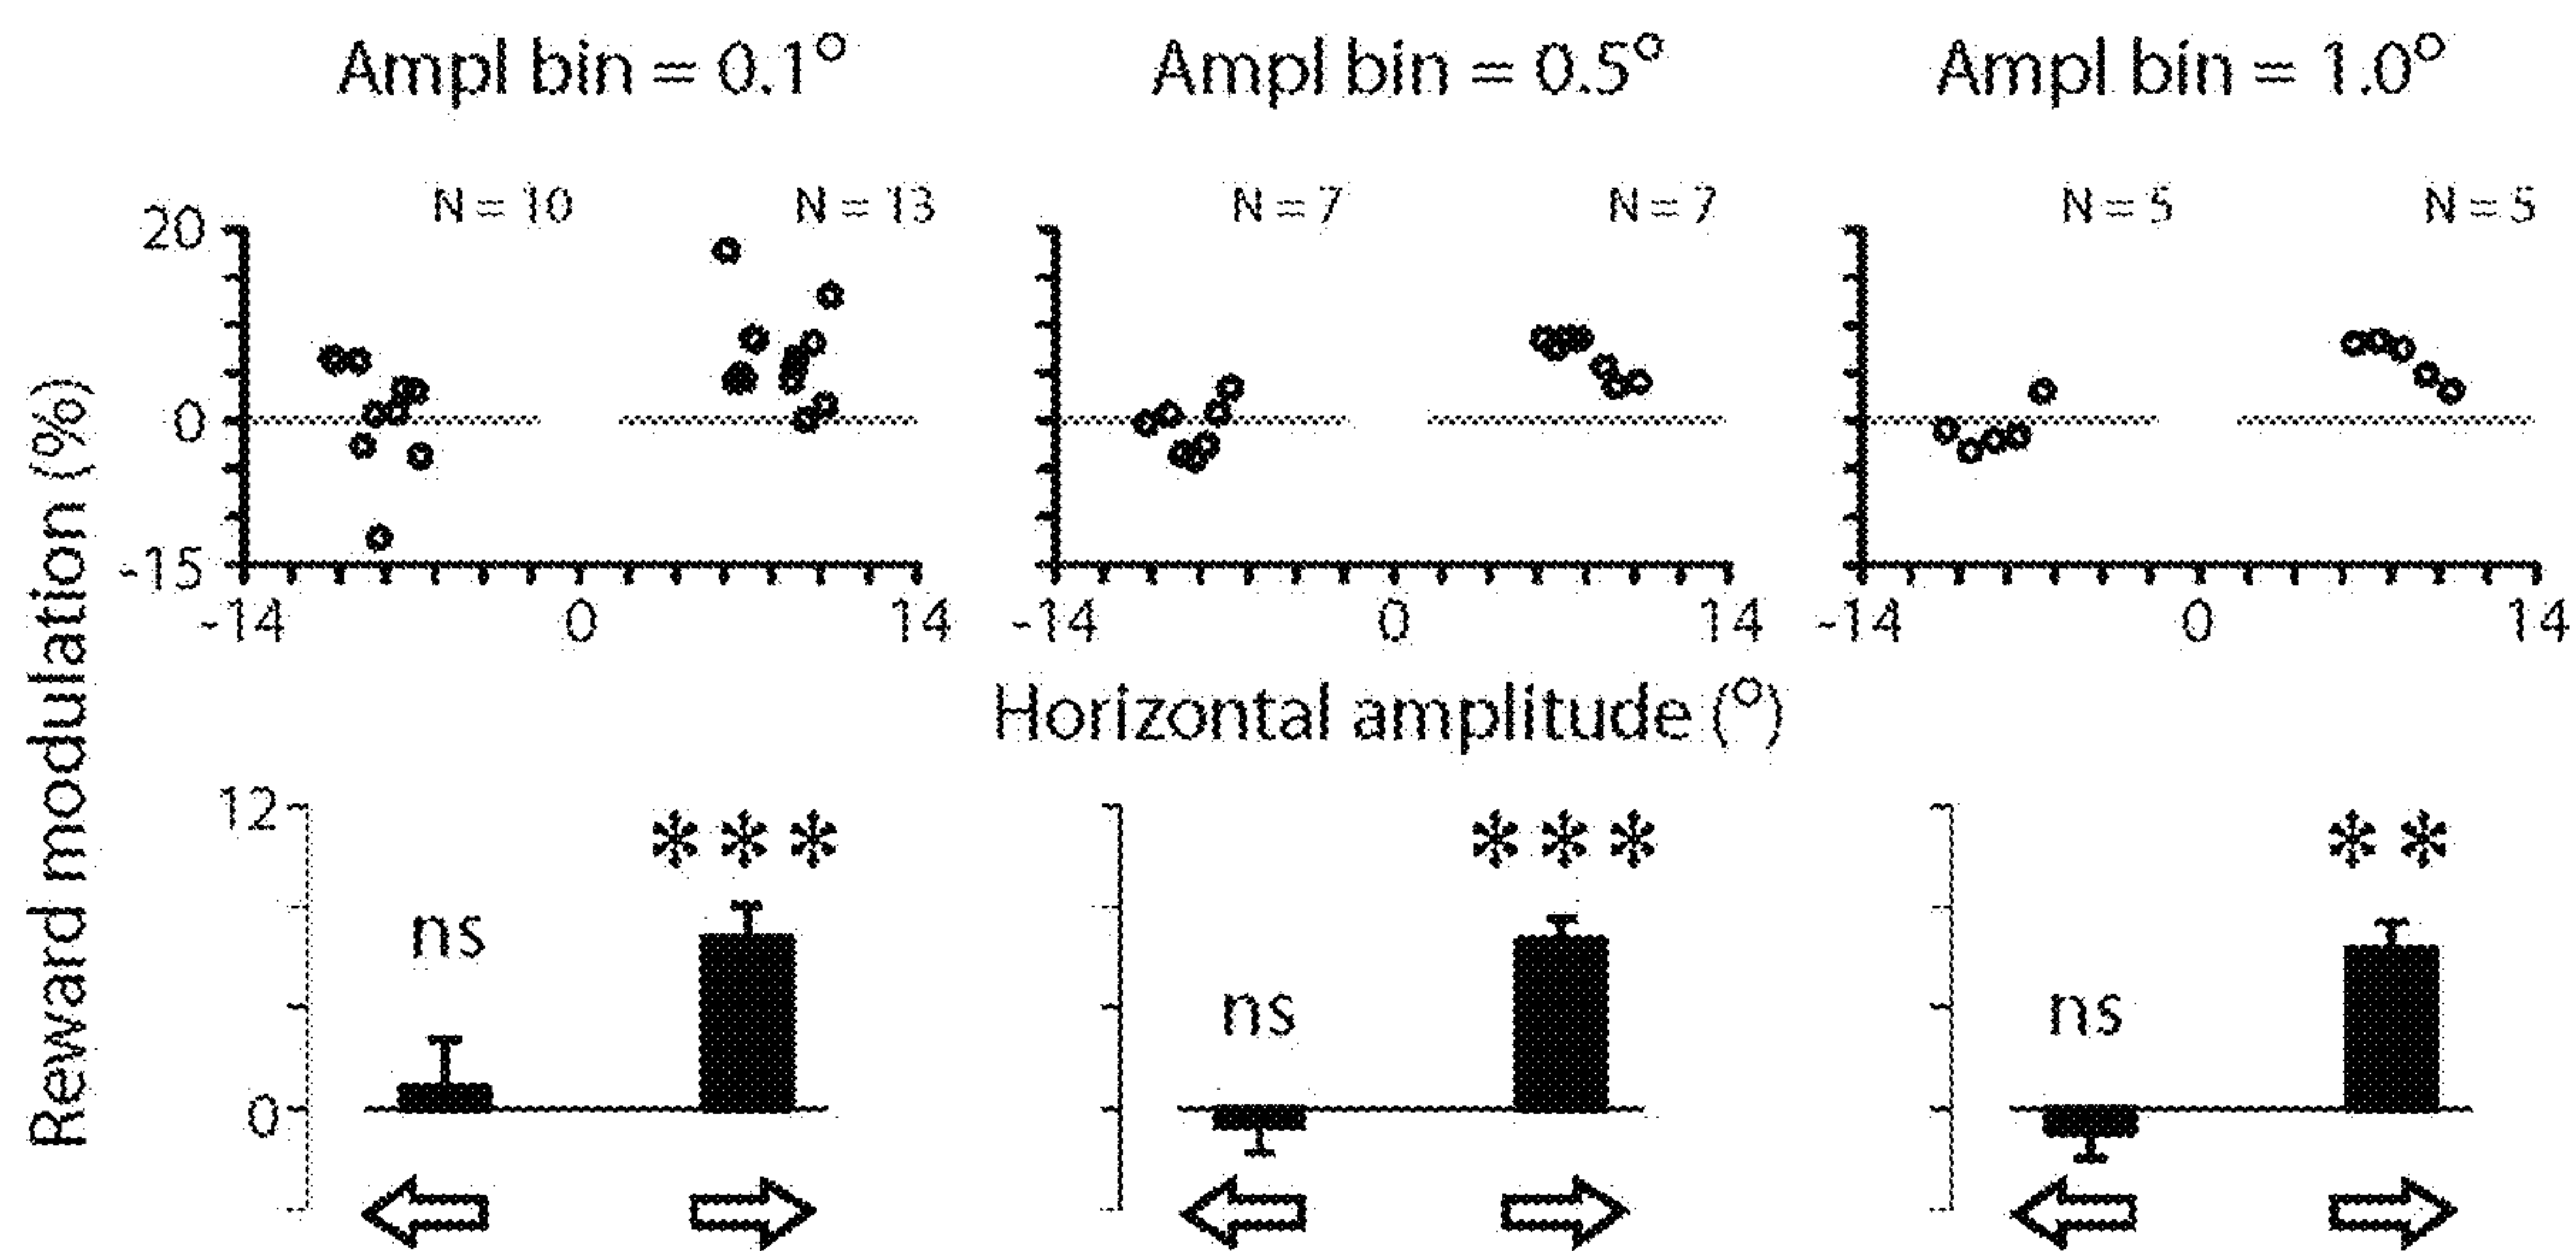 Ampl bin = 0.1° Ampl bin = 0.5° Ampl bin = 1.0°
N = 10 N = 13 N = 7 N = 7 N = 5 N = 5
20
0
-15
-14 0 14 -14 0 14 -14 0 14
Horizontal amplitude (°)
Reward modulation (%)
12
0
*** *** **
ns ns ns